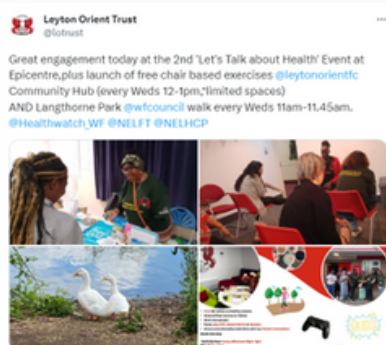 Leyton Orient Trust
@lotrust
Great engagement today at the 2nd 'Let's Talk about Health' Event at
Epicentre,plus launch of free chair based exercises @leytonorientfc
Community Hub (every Weds 12-1pm,*limited spaces)
AND Langthorne Park @wfcouncil walk every Weds 11am-11.45am.
@Healthwatch_WF @NELFT @NELHCP